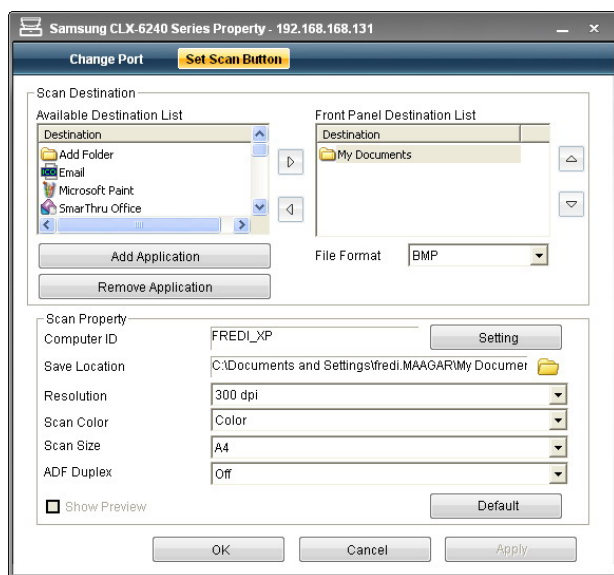 Samsung CLX-6240 Series Property - 192.168.168.131
Change Port
Set Scan Button
Scan Destination
Available Destination List
Destination
Add Folder
Email
Microsoft Paint
SmarThru Office
Add Application
Remove Application
Front Panel Destination List
Destination
My Documents
File Format BMP
Scan Property
Computer ID FREDI_XP Setting
Save Location C:\Documents and Settings\fredi.MAAGAR\My Documer
Resolution 300 dpi
Scan Color Color
Scan Size A4
ADF Duplex Off
Show Preview Default
OK Cancel Apply